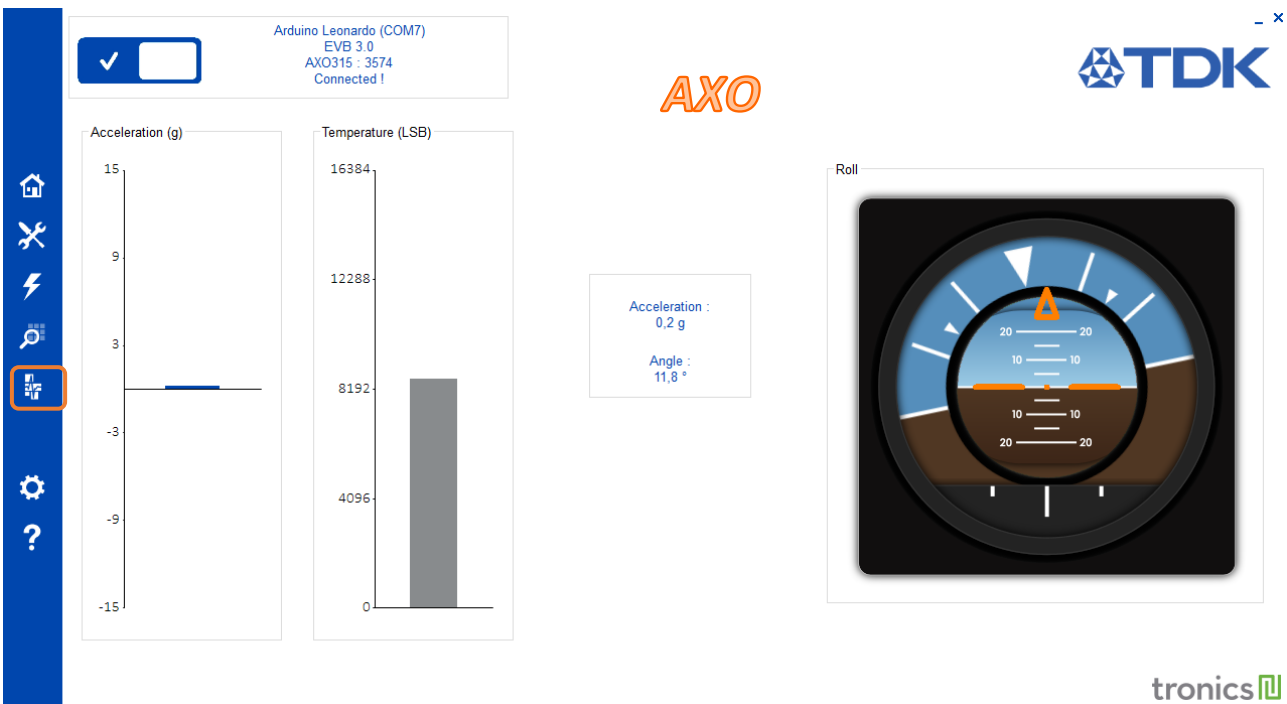 Arduino Leonardo (COM7)
EVB 3.0
AXO315 : 3574
Connected !
AXO
TDK
Acceleration (g)
15
9
3
-3
-9
-15
Temperature (LSB)
16384
12288
8192
4096
0
Acceleration :
0,2 g
Angle :
11,8 °
Roll
20 20
10 10
10 10
20 20
?
tronics